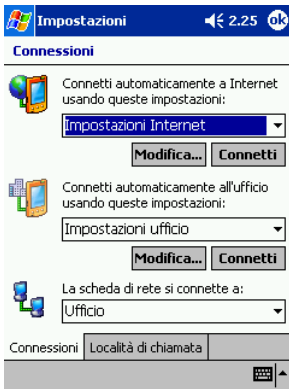 Impostazioni 2.25 ok
Connessioni
Connetti automaticamente a Internet
usando queste impostazioni:
Impostazioni Internet
Modifica... Connetti
Connetti automaticamente all'ufficio
usando queste impostazioni:
Impostazioni ufficio
Modifica... Connetti
La scheda di rete si connette a:
Ufficio
Connessioni Località di chiamata